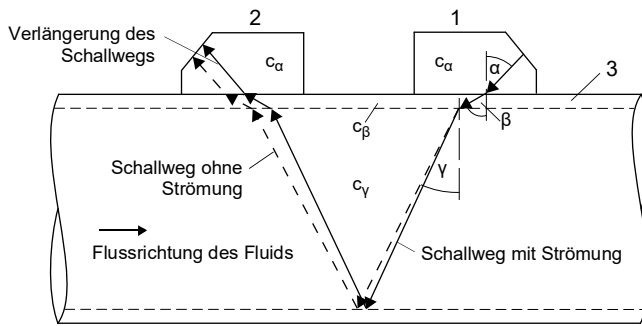 2
1
Verlängerung des
Schallwegs
cα
cα
α
3
cβ
β
Schallweg ohne
Strömung
cγ
γ
Flussrichtung des Fluids
Schallweg mit Strömung